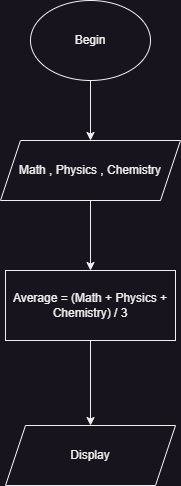 Begin
Math , Physics , Chemistry
Average = (Math + Physics +
Chemistry) / 3
Display